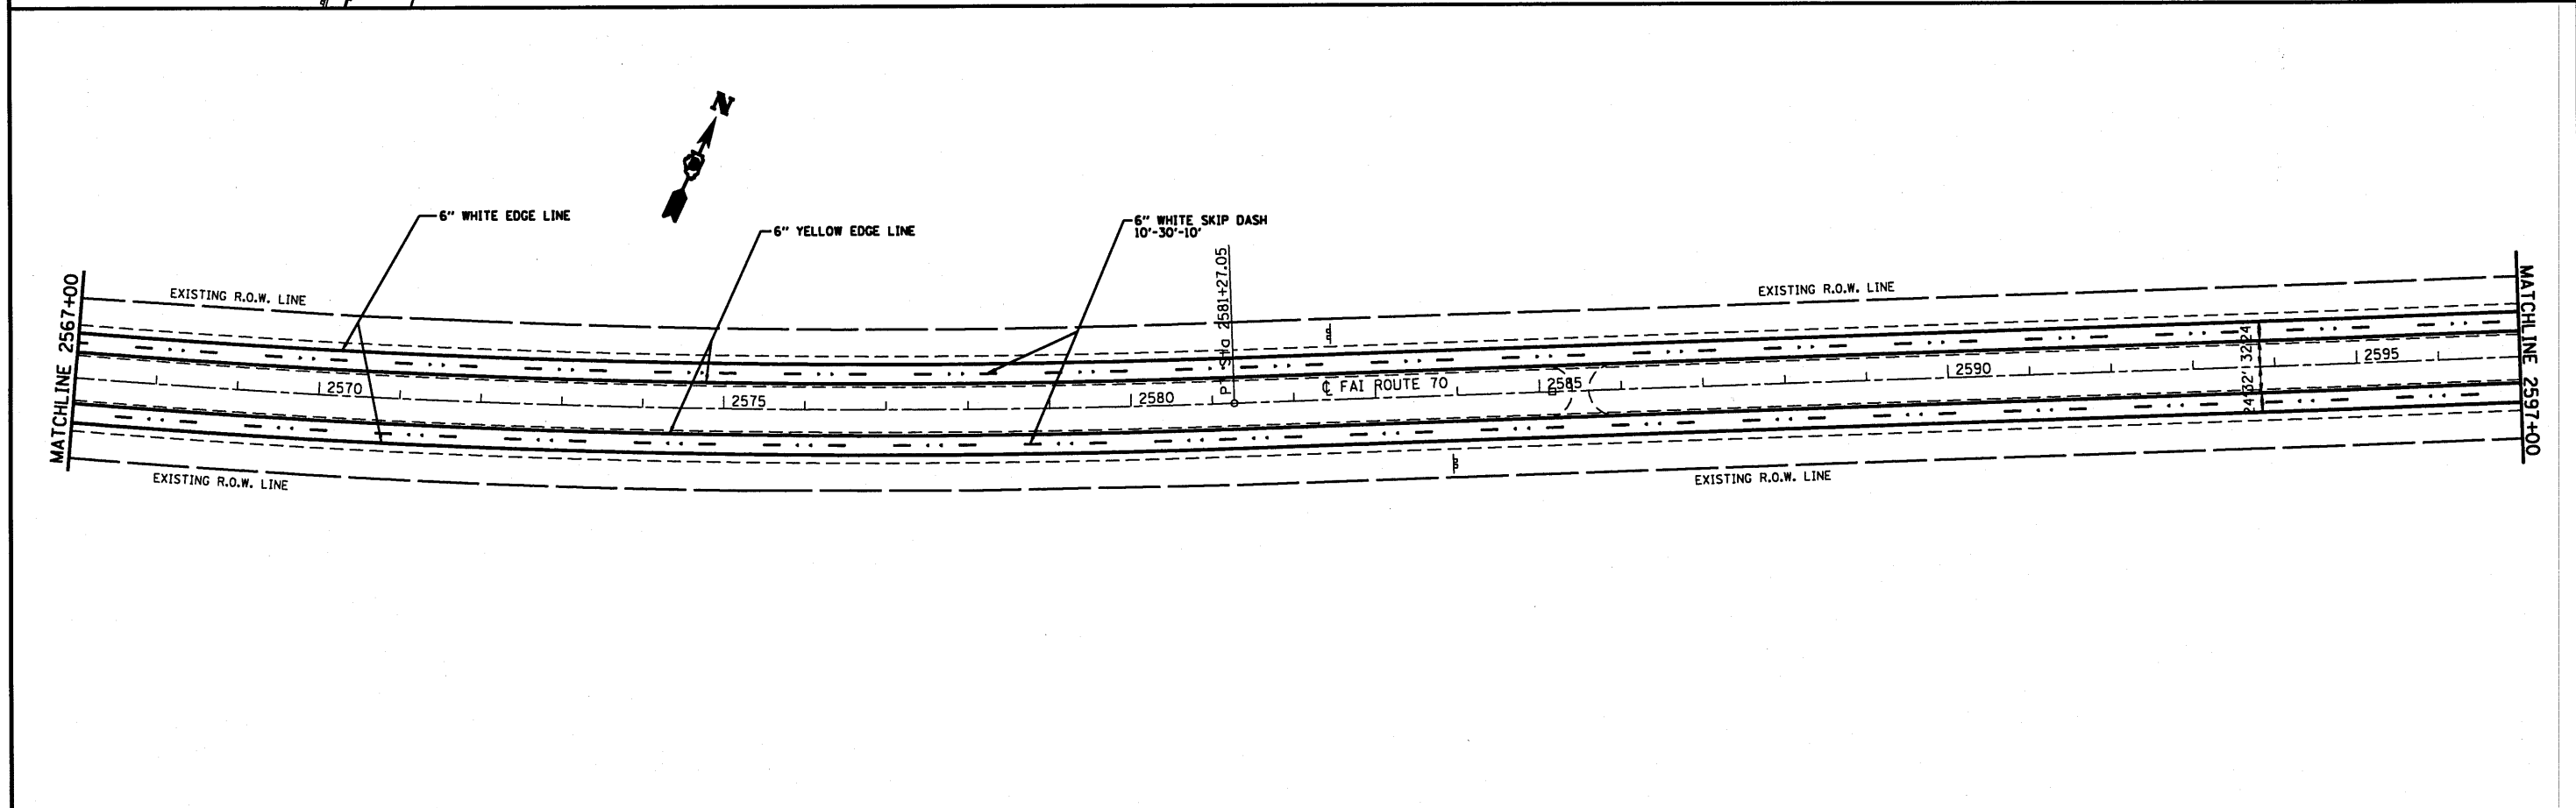 N
6" WHITE EDGE LINE
6" YELLOW EDGE LINE
6" WHITE SKIP DASH
10'-30'-10'
MATCHLINE 2567+00
EXISTING R.O.W. LINE
2581+27.05
EXISTING R.O.W. LINE
MATCHLINE 2597+00
2570
2575
2580
℄ FAI ROUTE 70
2585
2590
2595
EXISTING R.O.W. LINE
EXISTING R.O.W. LINE